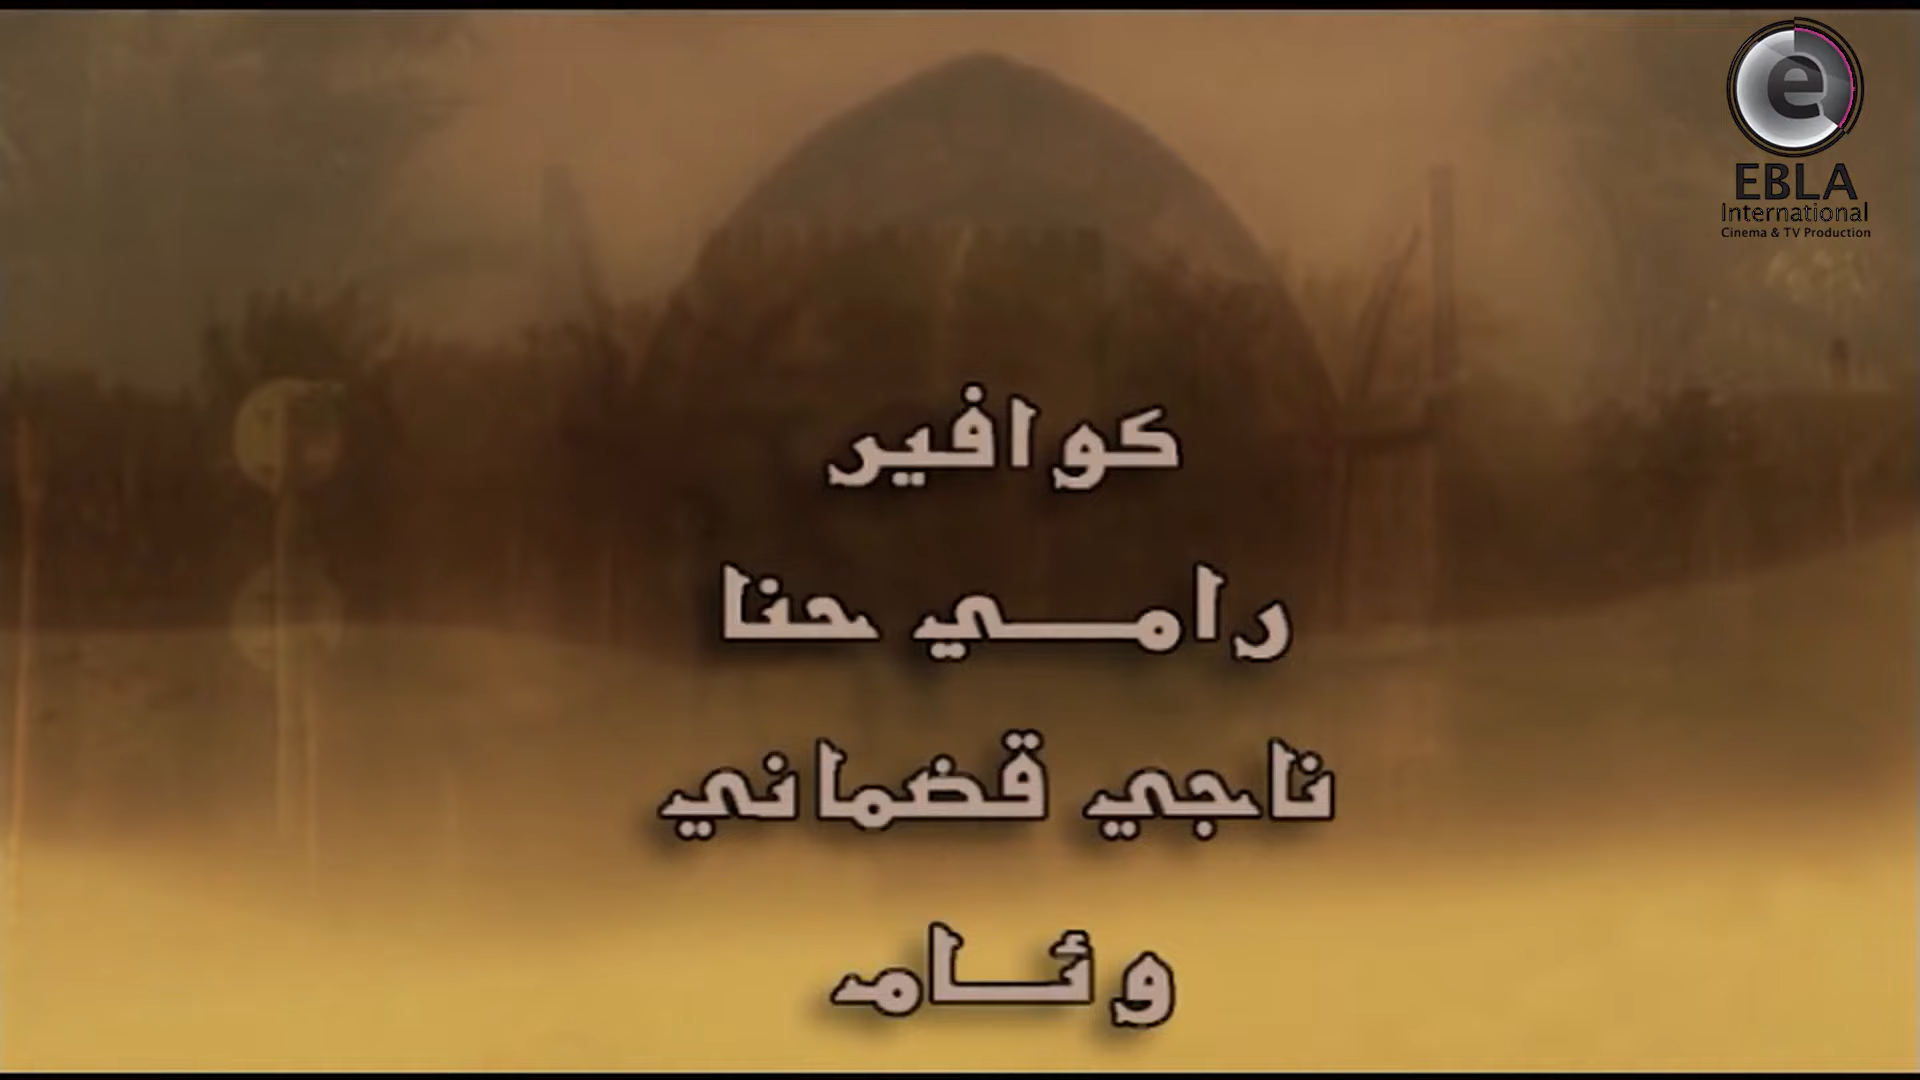 EBLA
International
Cinema & TV Production
كوافير
رامي حنا
ناجي قضماني
وئام